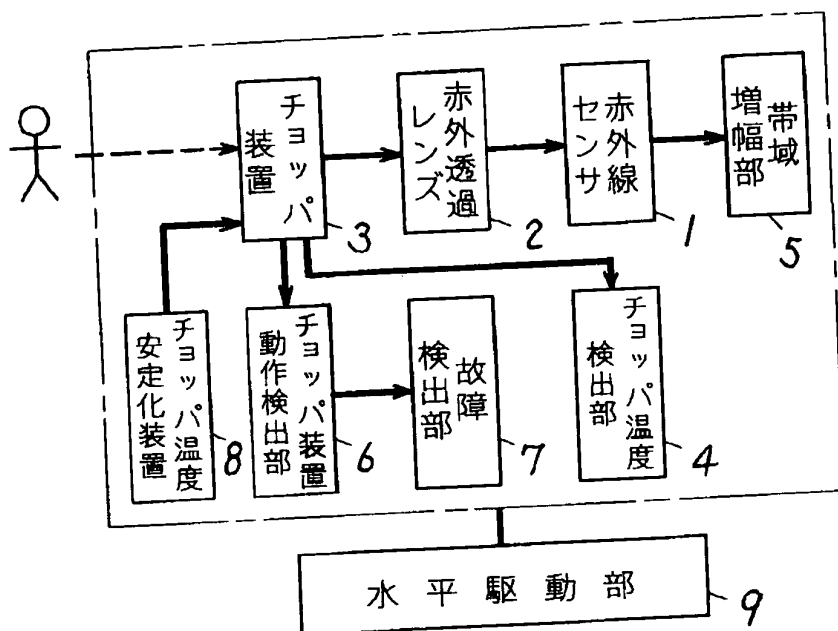 チョッパ
装置
3
赤外透過
レンズ
2
赤外線
センサ
1
帯域
増幅部
5
チョッパ温度
安定化装置
8
チョッパ装置
動作検出部
6
故障
検出部
7
チョッパ温度
検出部
4
水平駆動部
9